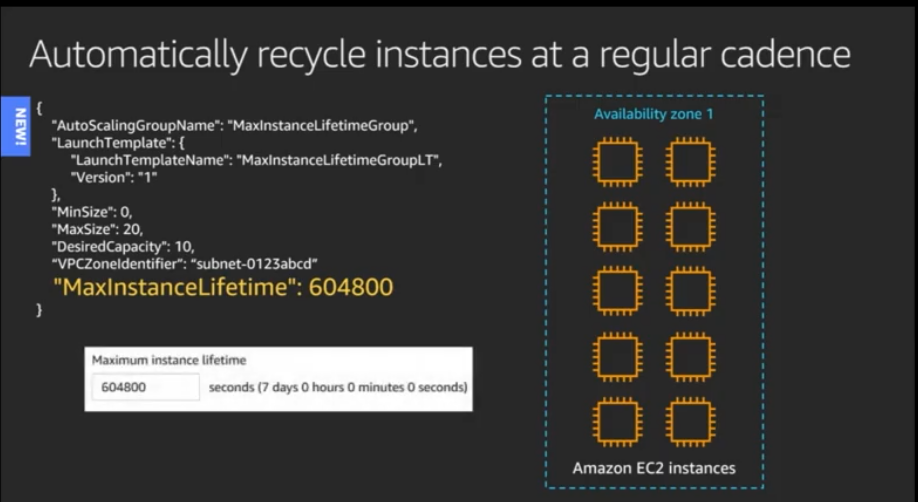 Automatically recycle instances at a regular cadence
NEW!
{
"AutoScalingGroupName": "MaxInstanceLifetimeGroup",
"LaunchTemplate": {
"LaunchTemplateName": "MaxInstanceLifetimeGroupLT",
"Version": "1"
},
"MinSize": 0,
"MaxSize": 20,
"DesiredCapacity": 10,
"VPCZoneIdentifier": "subnet-0123abcd"
"MaxInstanceLifetime": 604800
}
Maximum instance lifetime
604800 seconds (7 days 0 hours 0 minutes 0 seconds)
Availability zone 1
Amazon EC2 instances